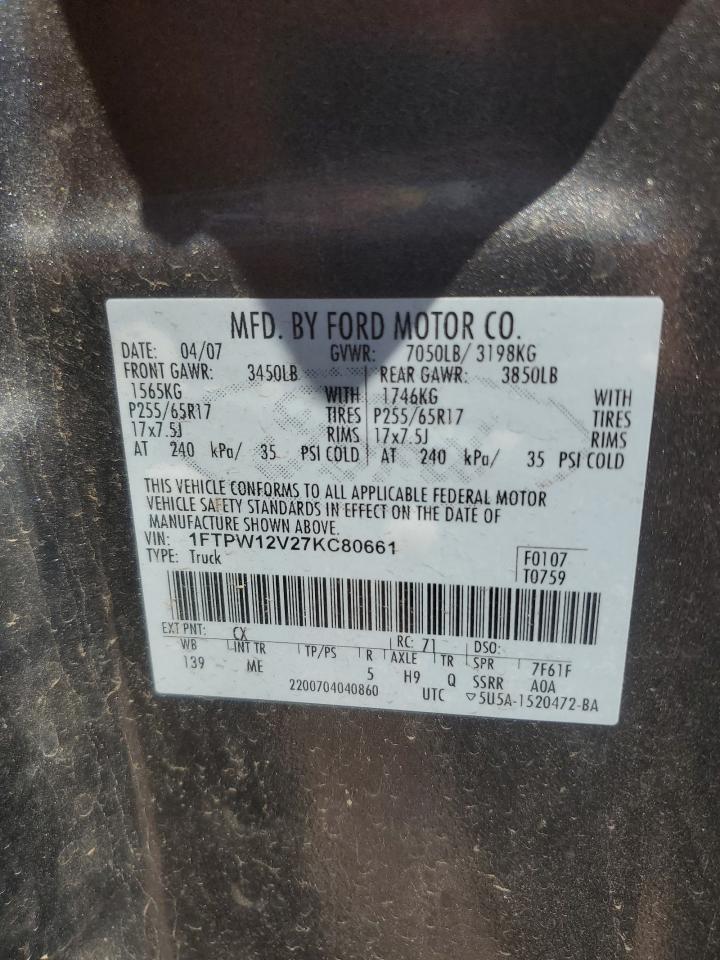 MFD. BY FORD MOTOR CO.
DATE: 04/07 GVWR: 7050LB/ 3198KG
FRONT GAWR: 3450LB REAR GAWR: 3850LB
1565KG WITH 1746KG WITH
P255/65R17 TIRES P255/65R17 TIRES
17x7.5J RIMS 17x7.5J RIMS
AT 240 kPa/ 35 PSI COLD AT 240 kPa/ 35 PSI COLD
THIS VEHICLE CONFORMS TO ALL APPLICABLE FEDERAL MOTOR
VEHICLE SAFETY STANDARDS IN EFFECT ON THE DATE OF
MANUFACTURE SHOWN ABOVE.
VIN: 1FTPW12V27KC80661
TYPE: Truck F0107
T0759
EXT PNT: CX RC: 71 DSO:
WB INT TR TP/PS R AXLE TR SPR 7F61F
139 ME 5 H9 Q SSRR A0A
2200704040860 UTC ▽5U5A-1520472-BA